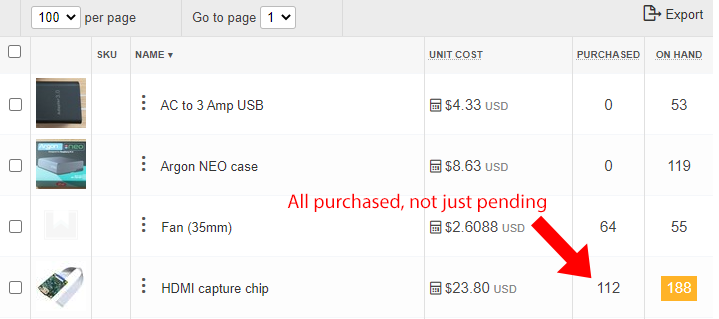 100 per page Go to page 1 Export
SKU NAME ▾ UNIT COST PURCHASED ON HAND
AC to 3 Amp USB $4.33 USD 0 53
Argon NEO case $8.63 USD 0 119
All purchased, not just pending
Fan (35mm) $2.6088 USD 64 55
HDMI capture chip $23.80 USD 112 188